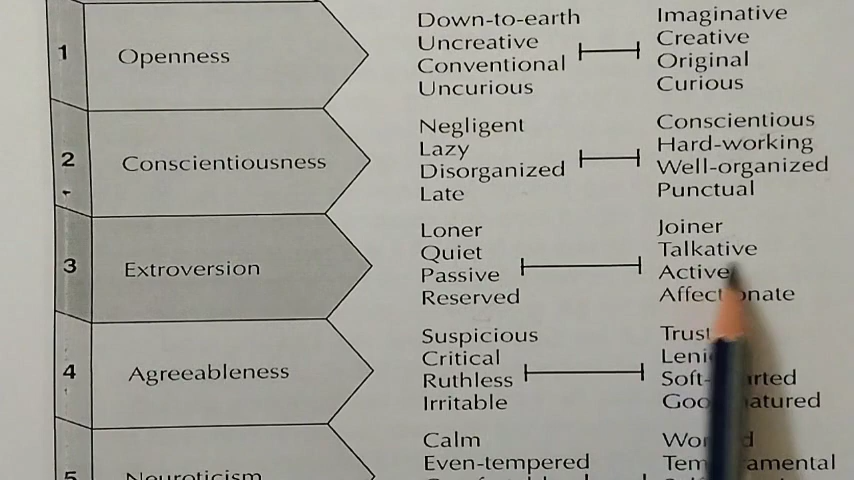 1
Openness
Down-to-earth
Uncreative
Conventional
Uncurious
Imaginative
Creative
Original
Curious
2
Conscientiousness
Negligent
Lazy
Disorganized
Late
Conscientious
Hard-working
Well-organized
Punctual
3
Extroversion
Loner
Quiet
Passive
Reserved
Joiner
Talkative
Active
4
Agreeableness
Suspicious
Critical
Ruthless
Irritable
5
Neuroticism
Calm
Even-tempered